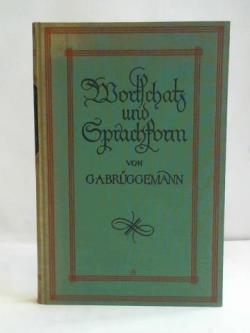 Wortschatz
und
Sprachform
VON
G.A.BRÜGGEMANN